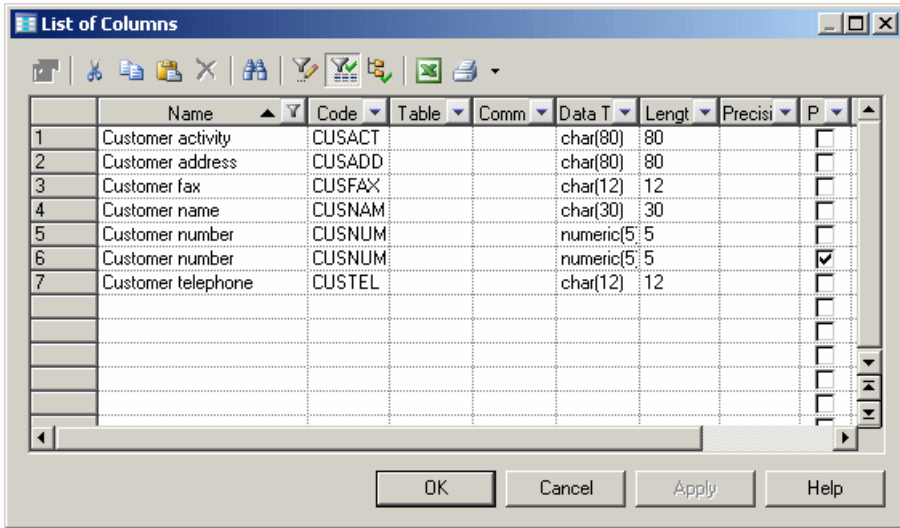 List of Columns
Name Code Table Comm Data T Lengt Precisi P
1 Customer activity CUSACT char(80) 80
2 Customer address CUSADD char(80) 80
3 Customer fax CUSFAX char(12) 12
4 Customer name CUSNAM char(30) 30
5 Customer number CUSNUM numeric(5 5
6 Customer number CUSNUM numeric(5 5
7 Customer telephone CUSTEL char(12) 12
OK Cancel Apply Help